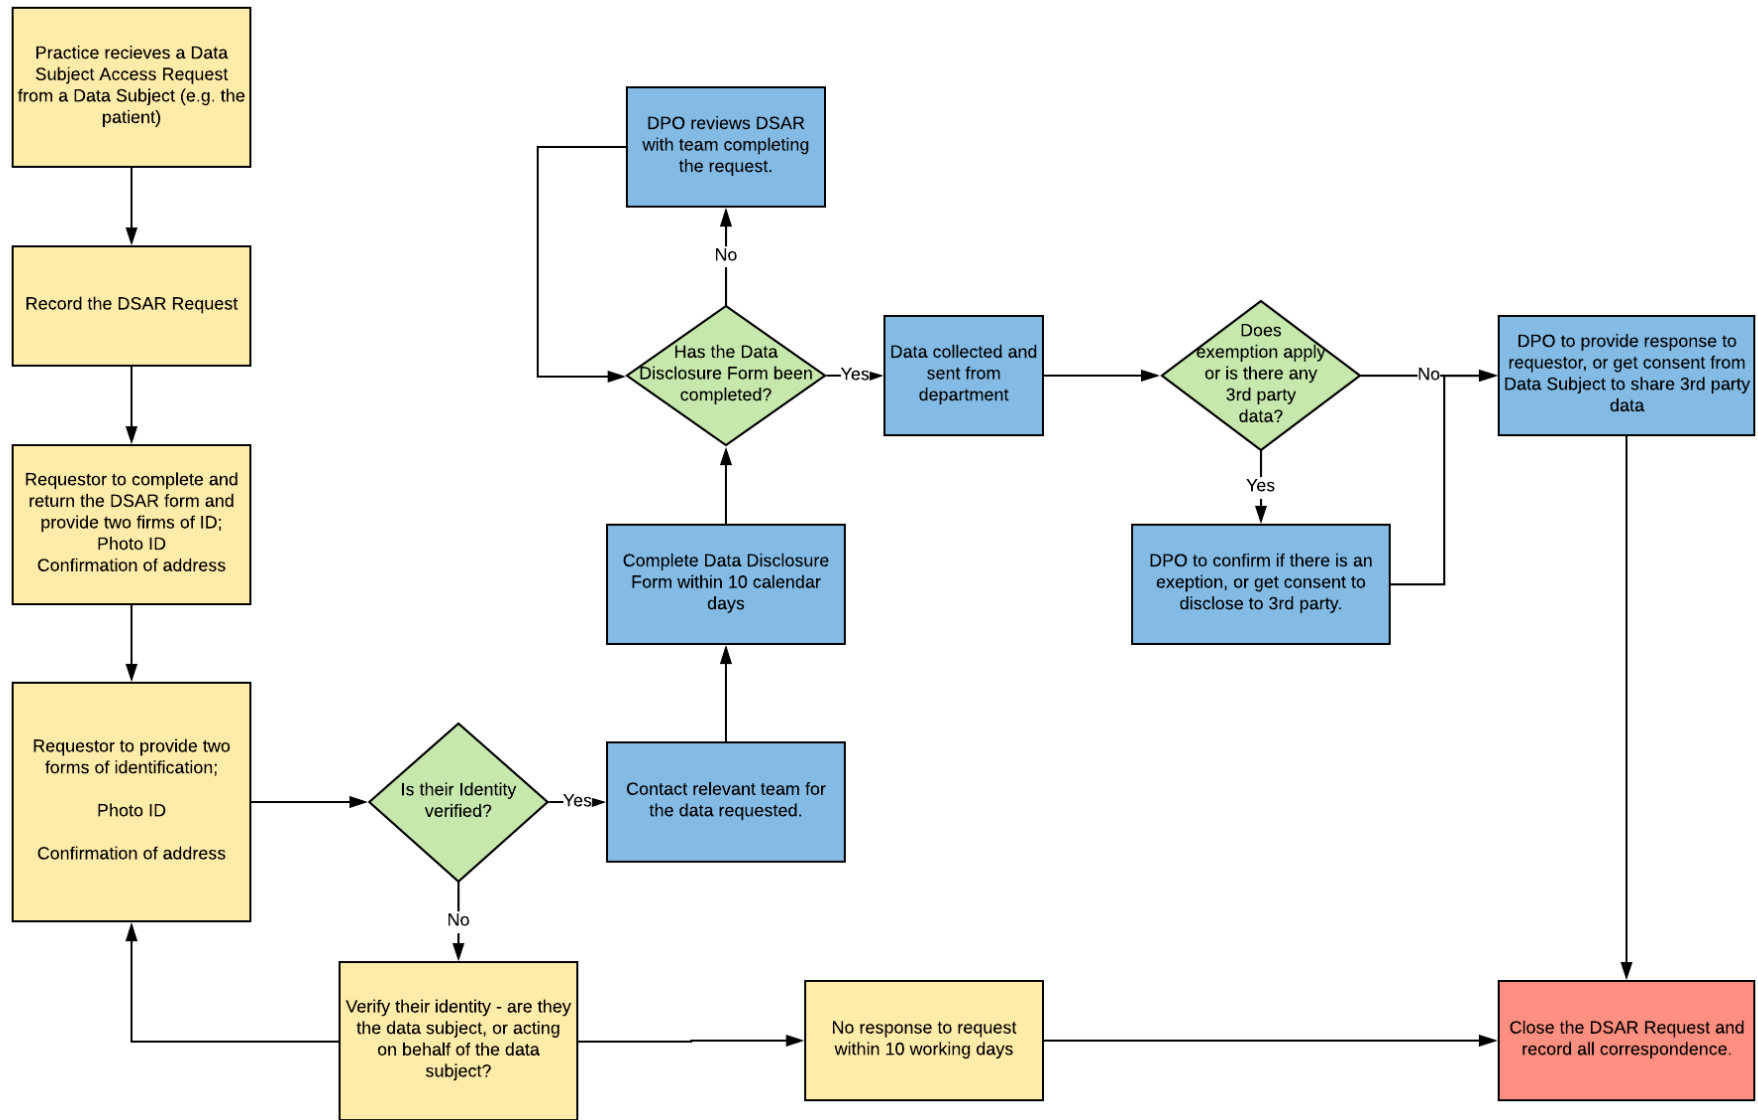 Practice recieves a Data
Subject Access Request
from a Data Subject (e.g. the
patient)
Record the DSAR Request
Requestor to complete and
return the DSAR form and
provide two firms of ID;
Photo ID
Confirmation of address
Requestor to provide two
forms of identification;
Photo ID
Confirmation of address
Is their Identity
verified?
Yes
No
Verify their identity - are they
the data subject, or acting
on behalf of the data
subject?
No response to request
within 10 working days
Contact relevant team for
the data requested.
Complete Data Disclosure
Form within 10 calendar
days
Has the Data
Disclosure Form been
completed?
No
DPO reviews DSAR
with team completing
the request.
Yes
Data collected and
sent from
department
Does
exemption apply
or is there any
3rd party
data?
Yes
DPO to confirm if there is an
exeption, or get consent to
disclose to 3rd party.
No
DPO to provide response to
requestor, or get consent from
Data Subject to share 3rd party
data
Close the DSAR Request and
record all correspondence.